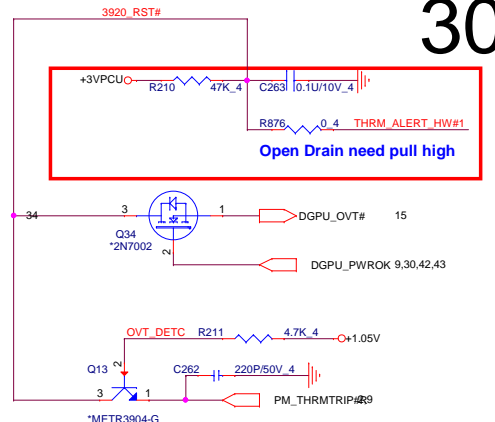 30
3920_RST#
+3VPCU
R210 47K_4
C263 0.1U/10V_4
R876 0_4 THRM_ALERT_HW#1
Open Drain need pull high
34
3
1
DGPU_OVT# 15
Q34
*2N7002
2
DGPU_PWROK 9,30,42,43
OVT_DETC R211 4.7K_4 +1.05V
Q13
2
C262 220P/50V_4
3
1
PM_THRMTRIP#
*METR3904-G